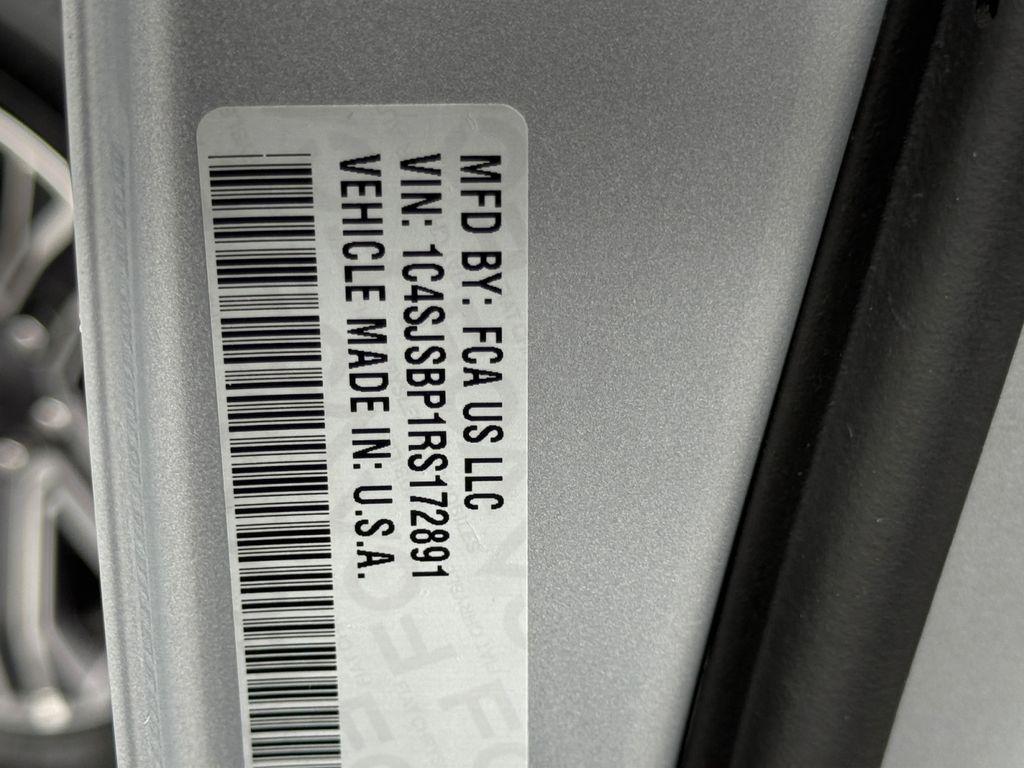 MFD BY: FCA US LLC
VIN: 1C4SJSBP1RS172891
VEHICLE MADE IN: U.S.A.